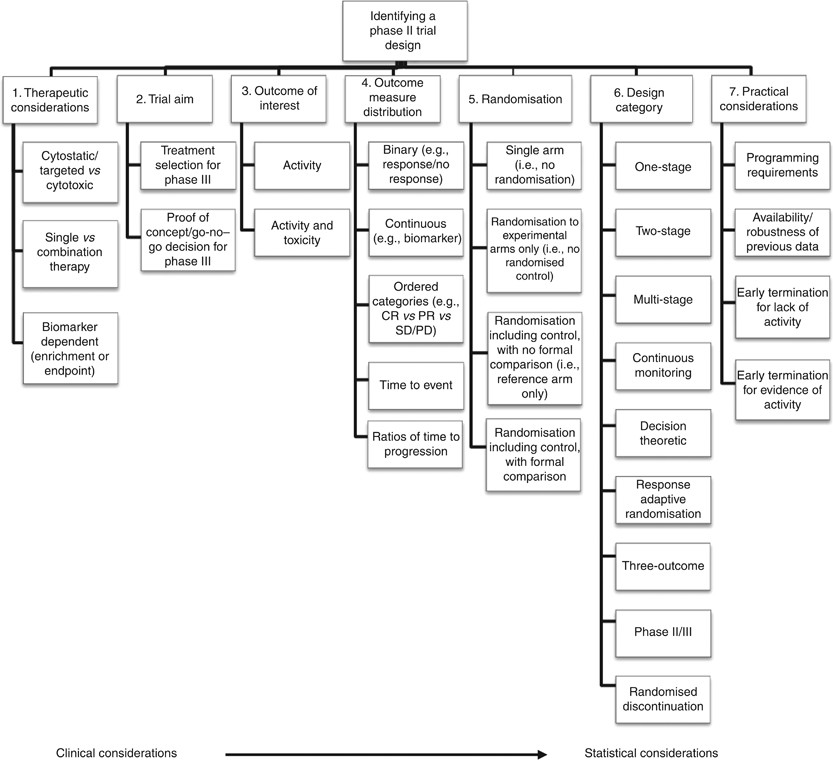 Identifying a
phase II trial
design
1. Therapeutic
considerations
Cytostatic/
targeted vs
cytotoxic
Single vs
combination
therapy
Biomarker
dependent
(enrichment or
endpoint)
2. Trial aim
Treatment
selection for
phase III
Proof of
concept/go-no–
go decision for
phase III
3. Outcome of
interest
Activity
Activity and
toxicity
4. Outcome
measure
distribution
Binary (e.g.,
response/no
response)
Continuous
(e.g., biomarker)
Ordered
categories (e.g.,
CR vs PR vs
SD/PD)
Time to event
Ratios of time to
progression
5. Randomisation
Single arm
(i.e., no
randomisation)
Randomisation to
experimental
arms only (i.e., no
randomised control)
Randomisation
including control,
with no formal
comparison (i.e.,
reference arm
only)
Randomisation
including control,
with formal
comparison
6. Design
category
One-stage
Two-stage
Multi-stage
Continuous
monitoring
Decision
theoretic
Response
adaptive
randomisation
Three-outcome
Phase II/III
Randomised
discontinuation
7. Practical
considerations
Programming
requirements
Availability/
robustness of
previous data
Early termination
for lack of
activity
Early termination
for evidence of
activity
Clinical considerations
Statistical considerations